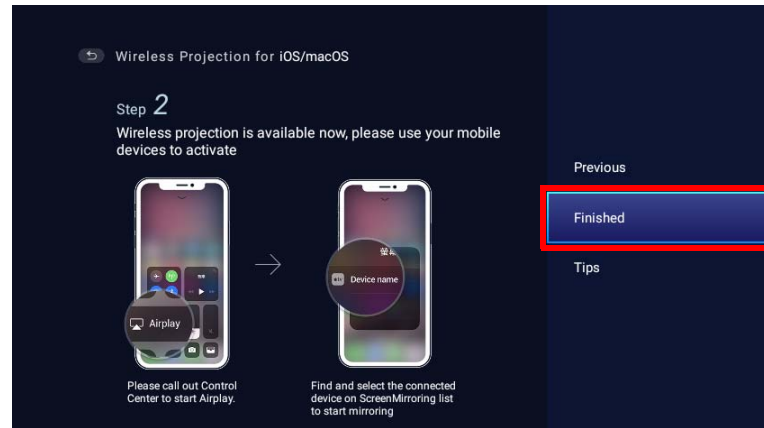 Wireless Projection for iOS/macOS
Step 2
Wireless projection is available now, please use your mobile
devices to activate
Previous
Finished
Tips
Airplay
Device name
Please call out Control
Center to start Airplay.
Find and select the connected
device on ScreenMirroring list
to start mirroring